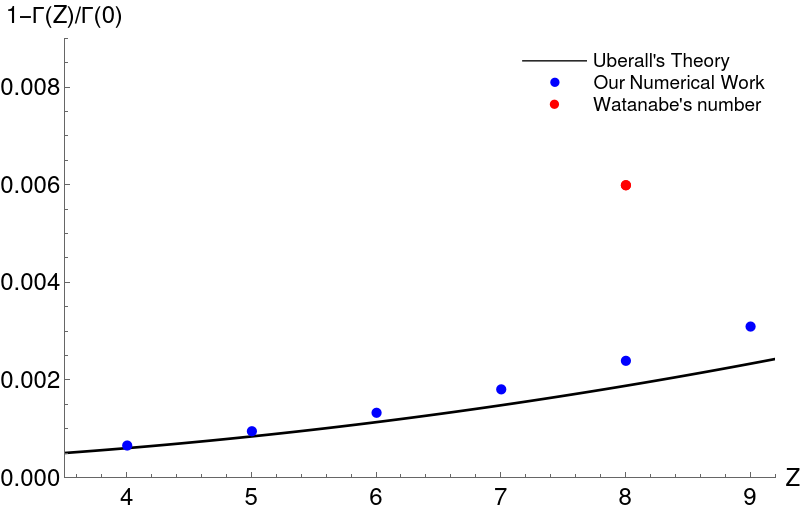 1−Γ(Z)/Γ(0)
Uberall's Theory
Our Numerical Work
Watanabe's number
0.008
0.006
0.004
0.002
0.000
Z
4 5 6 7 8 9